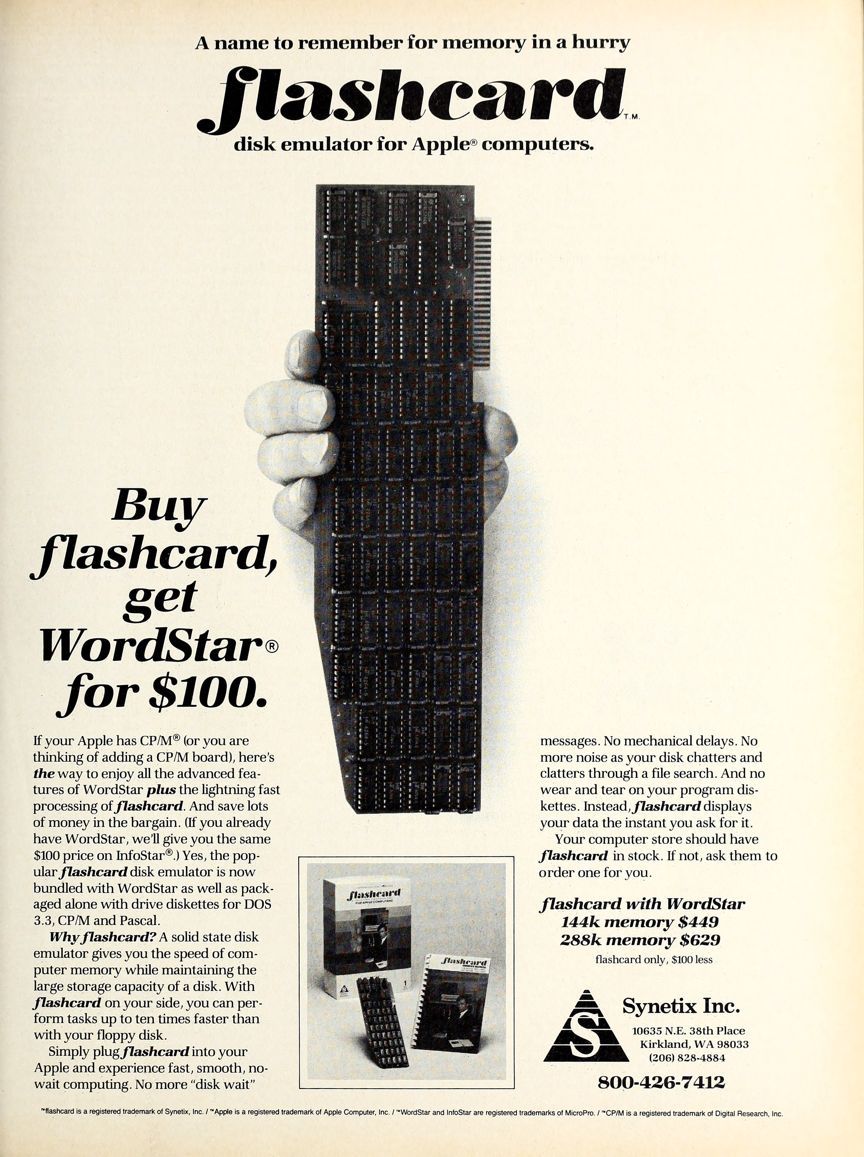 A name to remember for memory in a hurry
flashcard T.M.
disk emulator for Apple® computers.
Buy
flashcard,
get
WordStar®
for $100.
If your Apple has CP/M® (or you are
thinking of adding a CP/M board), here's
the way to enjoy all the advanced fea-
tures of WordStar plus the lightning fast
processing of flashcard. And save lots
of money in the bargain. (If you already
have WordStar, we'll give you the same
$100 price on InfoStar®.) Yes, the pop-
ular flashcard disk emulator is now
bundled with WordStar as well as pack-
aged alone with drive diskettes for DOS
3.3, CP/M and Pascal.
Why flashcard? A solid state disk
emulator gives you the speed of com-
puter memory while maintaining the
large storage capacity of a disk. With
flashcard on your side, you can per-
form tasks up to ten times faster than
with your floppy disk.
Simply plug flashcard into your
Apple and experience fast, smooth, no-
wait computing. No more "disk wait"
flashcard
flashcard
messages. No mechanical delays. No
more noise as your disk chatters and
clatters through a file search. And no
wear and tear on your program dis-
kettes. Instead, flashcard displays
your data the instant you ask for it.
Your computer store should have
flashcard in stock. If not, ask them to
order one for you.
flashcard with WordStar
144k memory $449
288k memory $629
flashcard only, $100 less
S
Synetix Inc.
10635 N.E. 38th Place
Kirkland, WA 98033
(206) 828-4884
800-426-7412
™flashcard is a registered trademark of Synetix, Inc. / ™Apple is a registered trademark of Apple Computer, Inc. / ™WordStar and InfoStar are registered trademarks of MicroPro. / ™CP/M is a registered trademark of Digital Research, Inc.